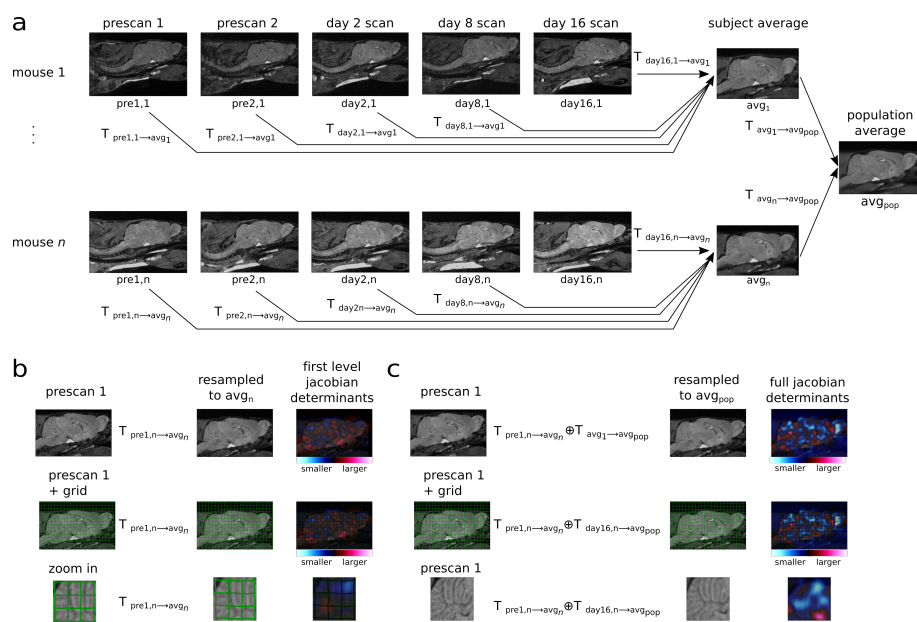 a
prescan 1 prescan 2 day 2 scan day 8 scan day 16 scan subject average
mouse 1
T day16,1→avg1
pre1,1 pre2,1 day2,1 day8,1 day16,1 avg1
T pre1,1→avg1 T pre2,1→avg1 T day2,1→avg1 T day8,1→avg1
T avg1→avgpop
population
average
avgpop
T avgn→avgpop
mouse n
T day16,n→avgn
pre1,n pre2,n day2,n day8,n day16,n avgn
T pre1,n→avgn T pre2,n→avgn T day2n→avgn T day8,n→avgn
b
prescan 1
resampled
to avgn
first level
jacobian
determinants
T pre1,n→avgn
smaller larger
prescan 1
+ grid
T pre1,n→avgn
smaller larger
zoom in
T pre1,n→avgn
c
prescan 1
resampled
to avgpop
full jacobian
determinants
T pre1,n→avgn⊕T avg1→avgpop
smaller larger
prescan 1
+ grid
T pre1,n→avgn⊕T day16,n→avgpop
smaller larger
prescan 1
T pre1,n→avgn⊕T day16,n→avgpop